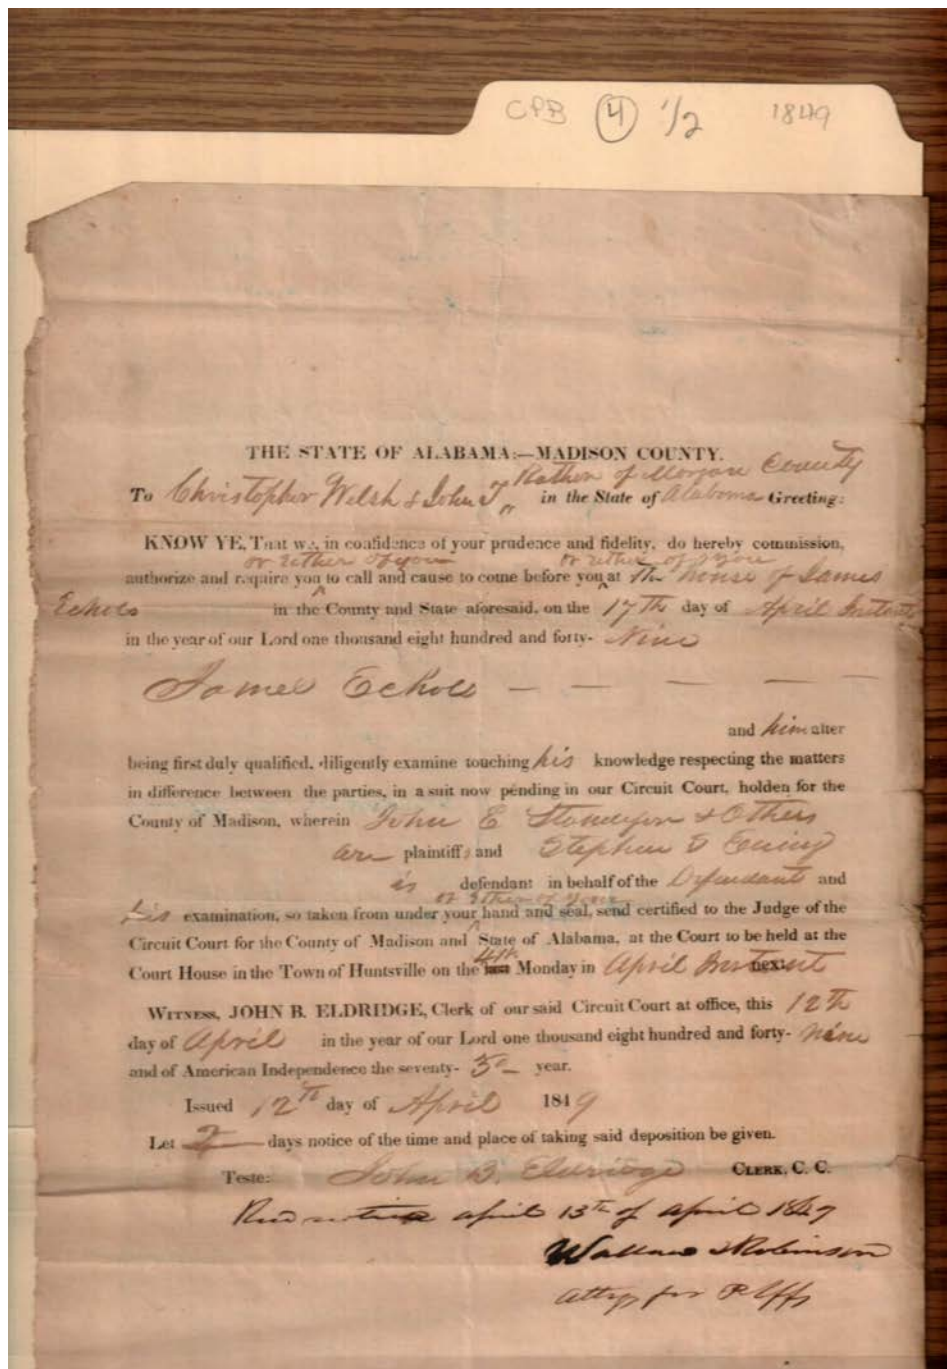 CPB 4 1/2 1849
THE STATE OF ALABAMA:—MADISON COUNTY.
Rather of Morgan County
To Christopher Welsh & John T, in the State of Alabama Greeting:
KNOW YE, That we, in confidence of your prudence and fidelity, do hereby commission,
or either of you or either of you
authorize and require you to call and cause to come before you at the house of James
Echols in the County and State aforesaid, on the 17th day of April Instant
in the year of our Lord one thousand eight hundred and forty- Nine
James Echols — — — — —
and him after
being first duly qualified, diligently examine touching his knowledge respecting the matters
in difference between the parties, in a suit now pending in our Circuit Court, holden for the
County of Madison, wherein John E & Others
are plaintiffs and Stephen S Ewing
is defendant in behalf of the Defendant and
or either of you
his examination, so taken from under your hand and seal, send certified to the Judge of the
Circuit Court for the County of Madison and State of Alabama, at the Court to be held at the
4th
Court House in the Town of Huntsville on the Monday in April Instant next.
WITNESS, JOHN B. ELDRIDGE, Clerk of our said Circuit Court at office, this 12th
day of April in the year of our Lord one thousand eight hundred and forty- nine
and of American Independence the seventy- 3d year.
Issued 12th day of April 1849
Let 2 days notice of the time and place of taking said deposition be given.
Teste: John B. Eldridge CLERK, C. C.
april 13th of april 1849
Wallace & Robinson
attys for Plffs